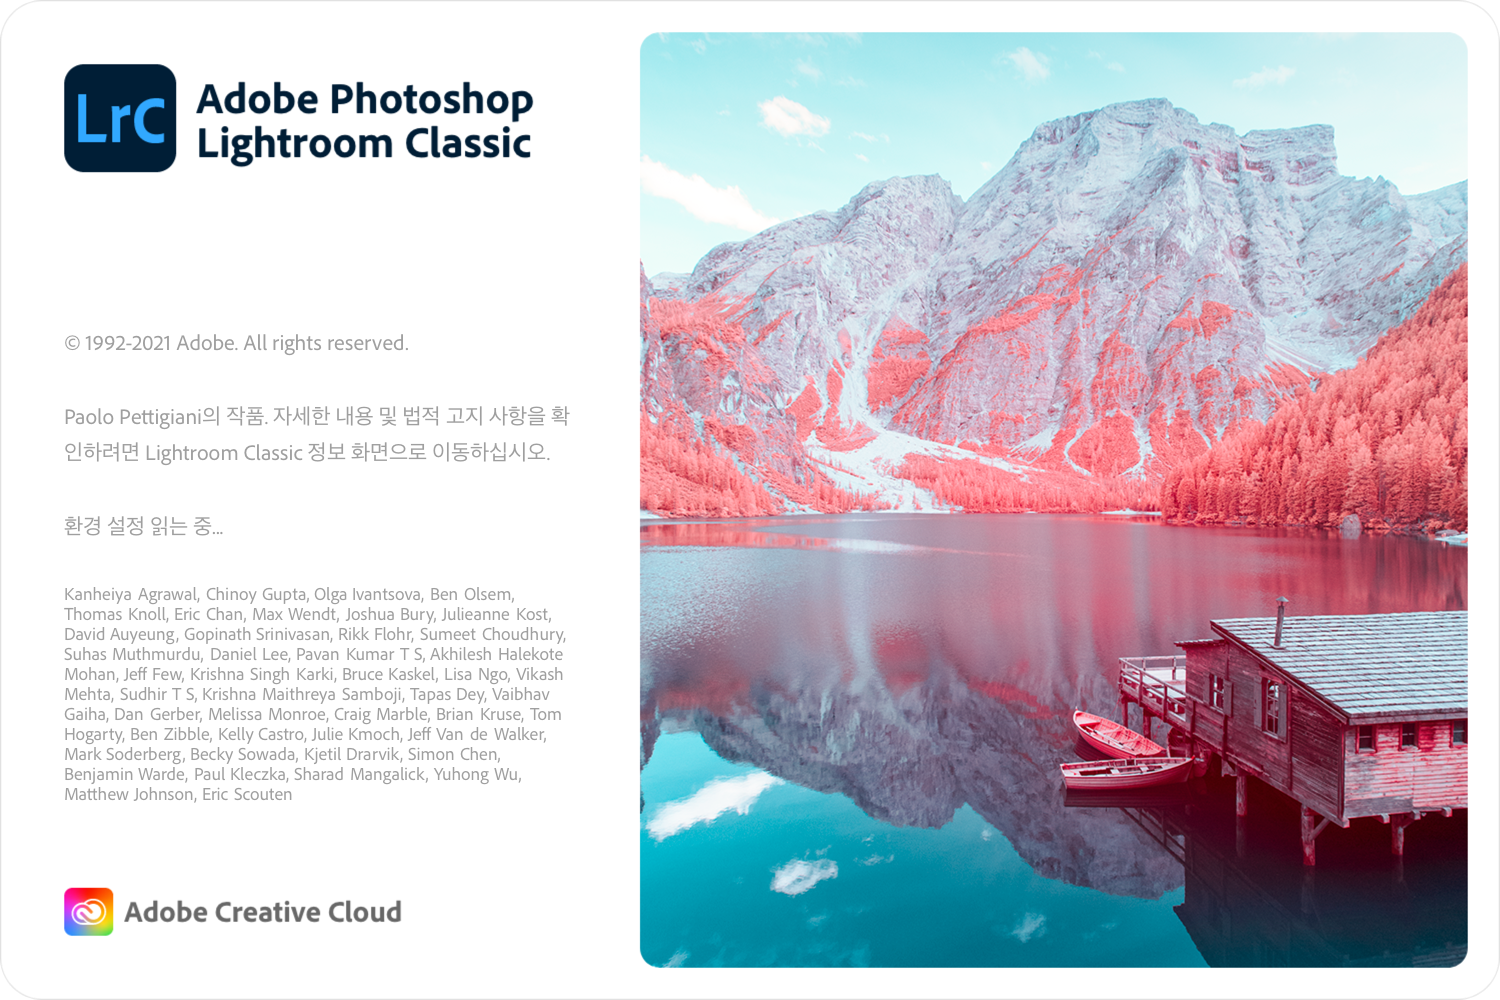 LrC
Adobe Photoshop
Lightroom Classic
© 1992-2021 Adobe. All rights reserved.
Paolo Pettigiani의 작품. 자세한 내용 및 법적 고지 사항을 확
인하려면 Lightroom Classic 정보 화면으로 이동하십시오.
환경 설정 읽는 중...
Kanheiya Agrawal, Chinoy Gupta, Olga Ivantsova, Ben Olsem,
Thomas Knoll, Eric Chan, Max Wendt, Joshua Bury, Julieanne Kost,
David Auyeung, Gopinath Srinivasan, Rikk Flohr, Sumeet Choudhury,
Suhas Muthmurdu, Daniel Lee, Pavan Kumar T S, Akhilesh Halekote
Mohan, Jeff Few, Krishna Singh Karki, Bruce Kaskel, Lisa Ngo, Vikash
Mehta, Sudhir T S, Krishna Maithreya Samboji, Tapas Dey, Vaibhav
Gaiha, Dan Gerber, Melissa Monroe, Craig Marble, Brian Kruse, Tom
Hogarty, Ben Zibble, Kelly Castro, Julie Kmoch, Jeff Van de Walker,
Mark Soderberg, Becky Sowada, Kjetil Drarvik, Simon Chen,
Benjamin Warde, Paul Kleczka, Sharad Mangalick, Yuhong Wu,
Matthew Johnson, Eric Scouten
Adobe Creative Cloud